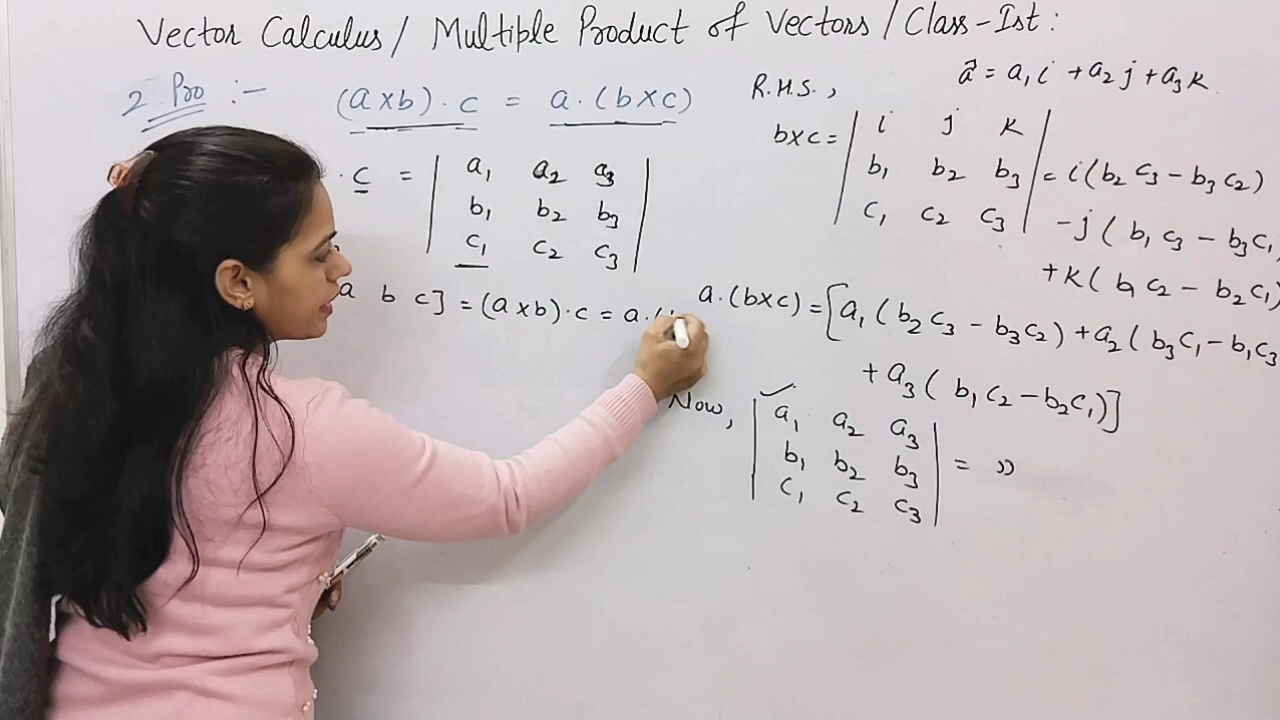 Vector Calculus / Multiple Product of Vectors / Class-Ist :
2 Pro :-
(a×b)·c = a·(b×c)
·c = | a₁ a₂ a₃ |
| b₁ b₂ b₃ |
| c₁ c₂ c₃ |
a b c] = (a×b)·c = a·(
R.H.S.,
a⃗ = a₁i + a₂j + a₃k
b×c = | i j k |
| b₁ b₂ b₃ | = i(b₂c₃ - b₃c₂)
| c₁ c₂ c₃ | -j(b₁c₃ - b₃c₁
+k(b₁c₂ - b₂c₁)
a·(b×c) = [a₁(b₂c₃ - b₃c₂) + a₂(b₃c₁ - b₁c₃
+ a₃(b₁c₂ - b₂c₁)]
Now, | a₁ a₂ a₃ |
| b₁ b₂ b₃ | = »
| c₁ c₂ c₃ |